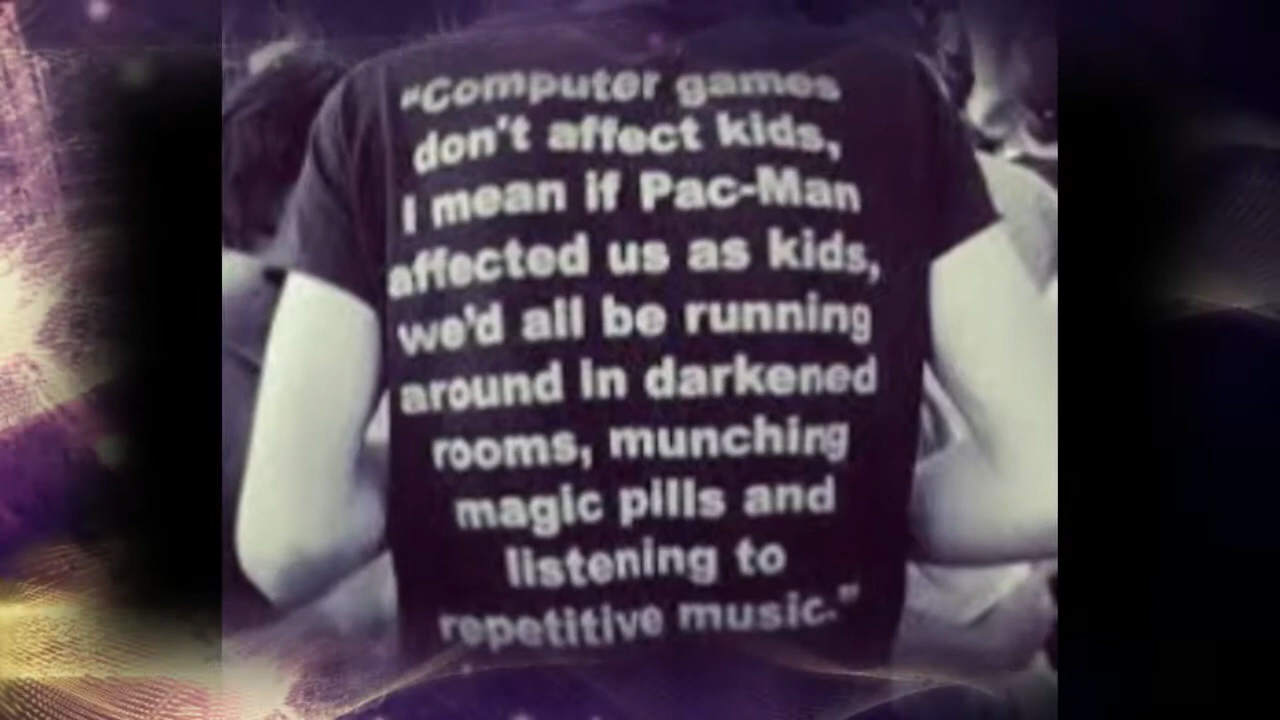 "Computer games
don't affect kids,
I mean if Pac-Man
affected us as kids,
we'd all be running
around in darkened
rooms, munching
magic pills and
listening to
repetitive music."